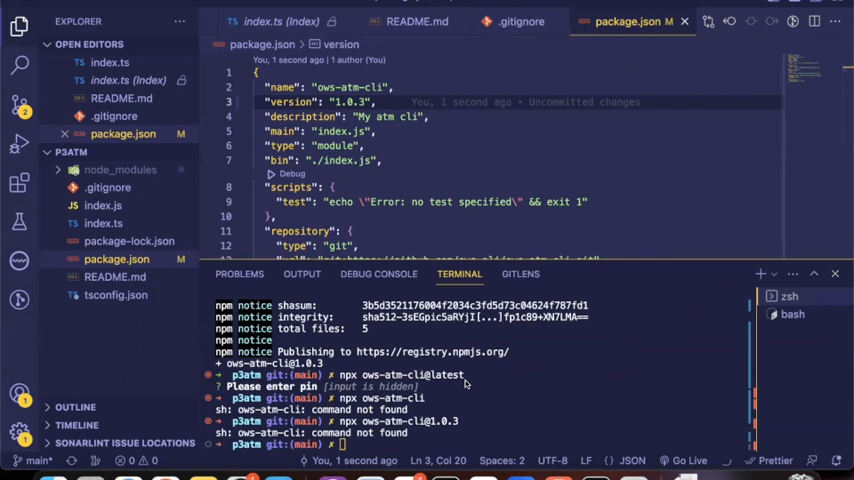 EXPLORER
OPEN EDITORS
TS index.ts
TS index.ts (Index)
README.md
.gitignore
package.json M
P3ATM
node_modules
.gitignore
JS index.js
TS index.ts
package-lock.json
package.json M
README.md
tsconfig.json
OUTLINE
TIMELINE
SONARLINT ISSUE LOCATIONS
2
1
TS index.ts (Index)
README.md
.gitignore
package.json M
package.json > version
You, 1 second ago | 1 author (You)
1 {
2 "name": "ows-atm-cli",
3 "version": "1.0.3", You, 1 second ago • Uncommitted changes
4 "description": "My atm cli",
5 "main": "index.js",
6 "type": "module",
7 "bin": "./index.js",
Debug
8 "scripts": {
9 "test": "echo \"Error: no test specified\" && exit 1"
10 },
11 "repository": {
12 "type": "git",
PROBLEMS OUTPUT DEBUG CONSOLE TERMINAL GITLENS
zsh
bash
npm notice shasum: 3b5d3521176004f2034c3fd5d73c04624f787fd1
npm notice integrity: sha512-3sEGpic5aRYjI[...]fp1c89+XN7LMA==
npm notice total files: 5
npm notice
npm notice Publishing to https://registry.npmjs.org/
+ ows-atm-cli@1.0.3
→ p3atm git:(main) ✗ npx ows-atm-cli@latest
? Please enter pin [input is hidden]
→ p3atm git:(main) ✗ npx ows-atm-cli
sh: ows-atm-cli: command not found
→ p3atm git:(main) ✗ npx ows-atm-cli@1.0.3
sh: ows-atm-cli: command not found
→ p3atm git:(main) ✗
main* 0 0 You, 1 second ago Ln 3, Col 20 Spaces: 2 UTF-8 LF {} JSON Go Live Prettier